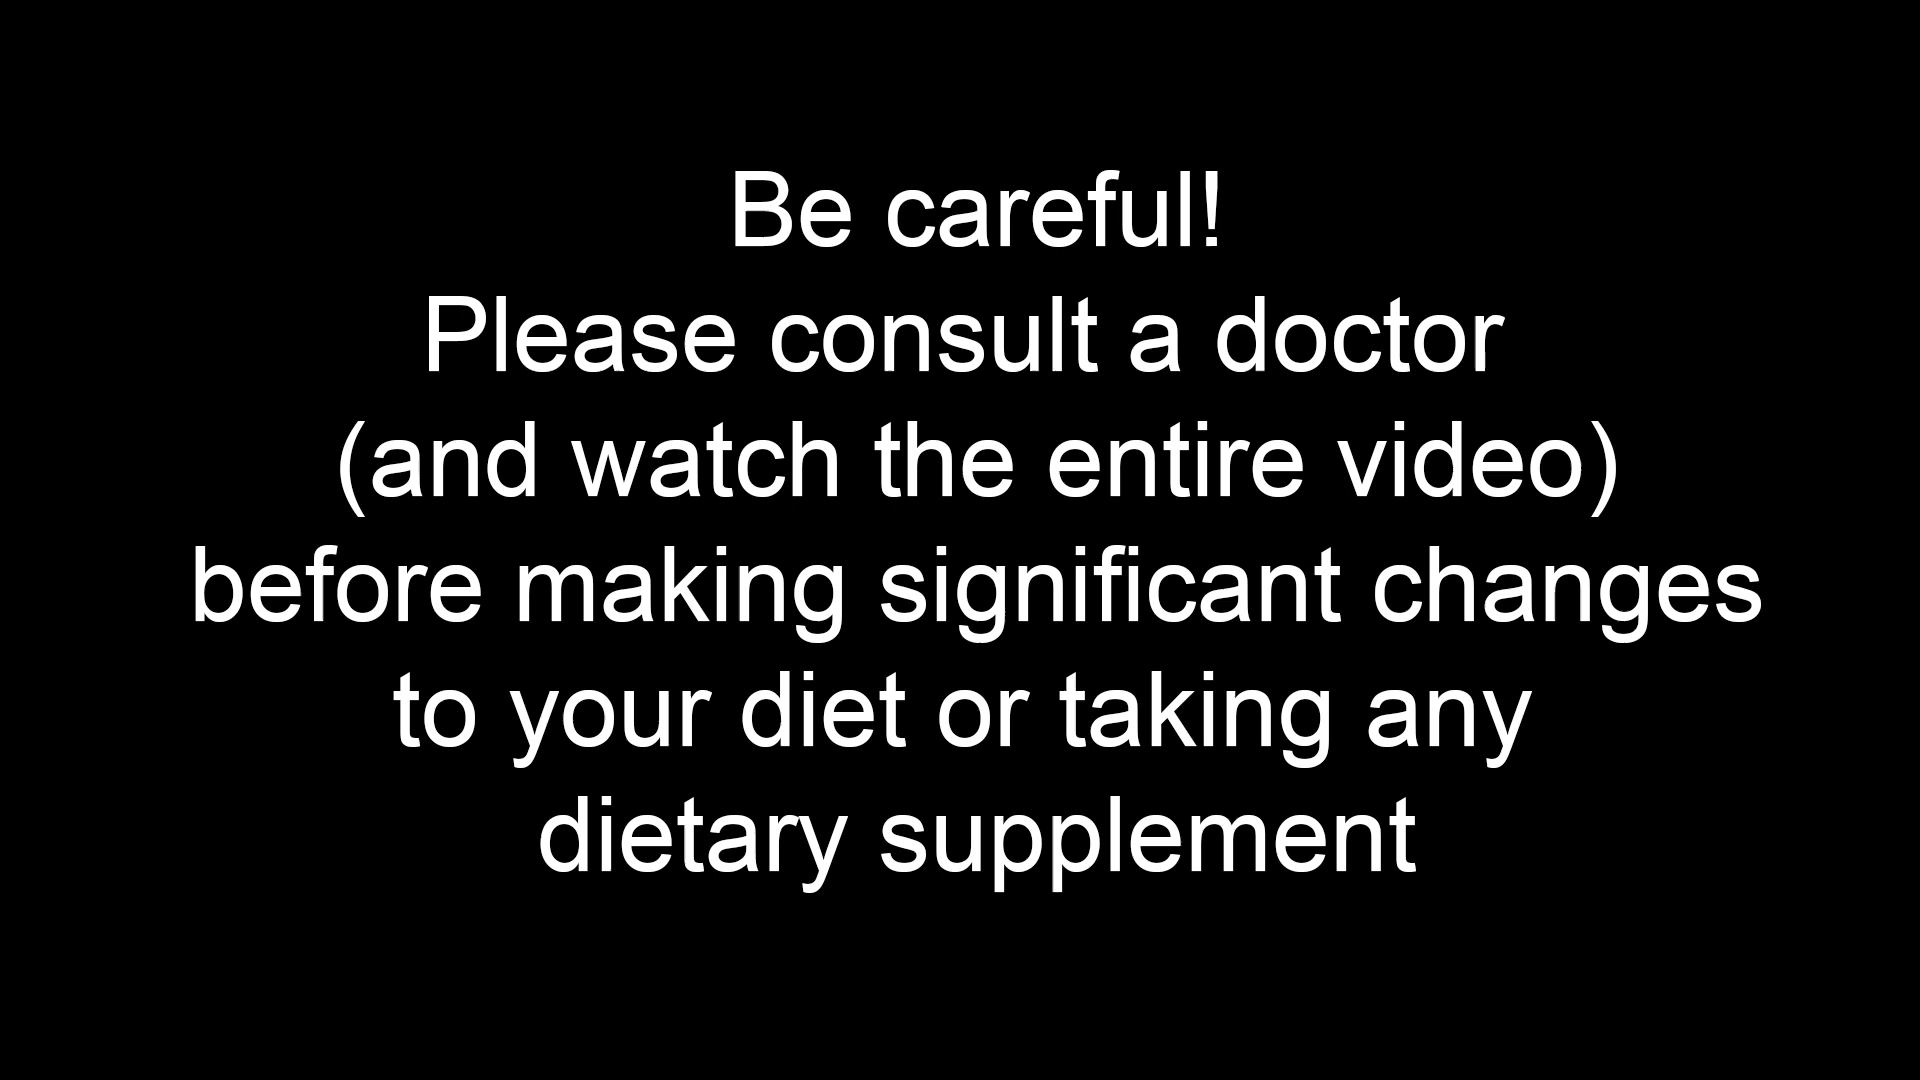 Be careful!
Please consult a doctor
(and watch the entire video)
before making significant changes
to your diet or taking any
dietary supplement